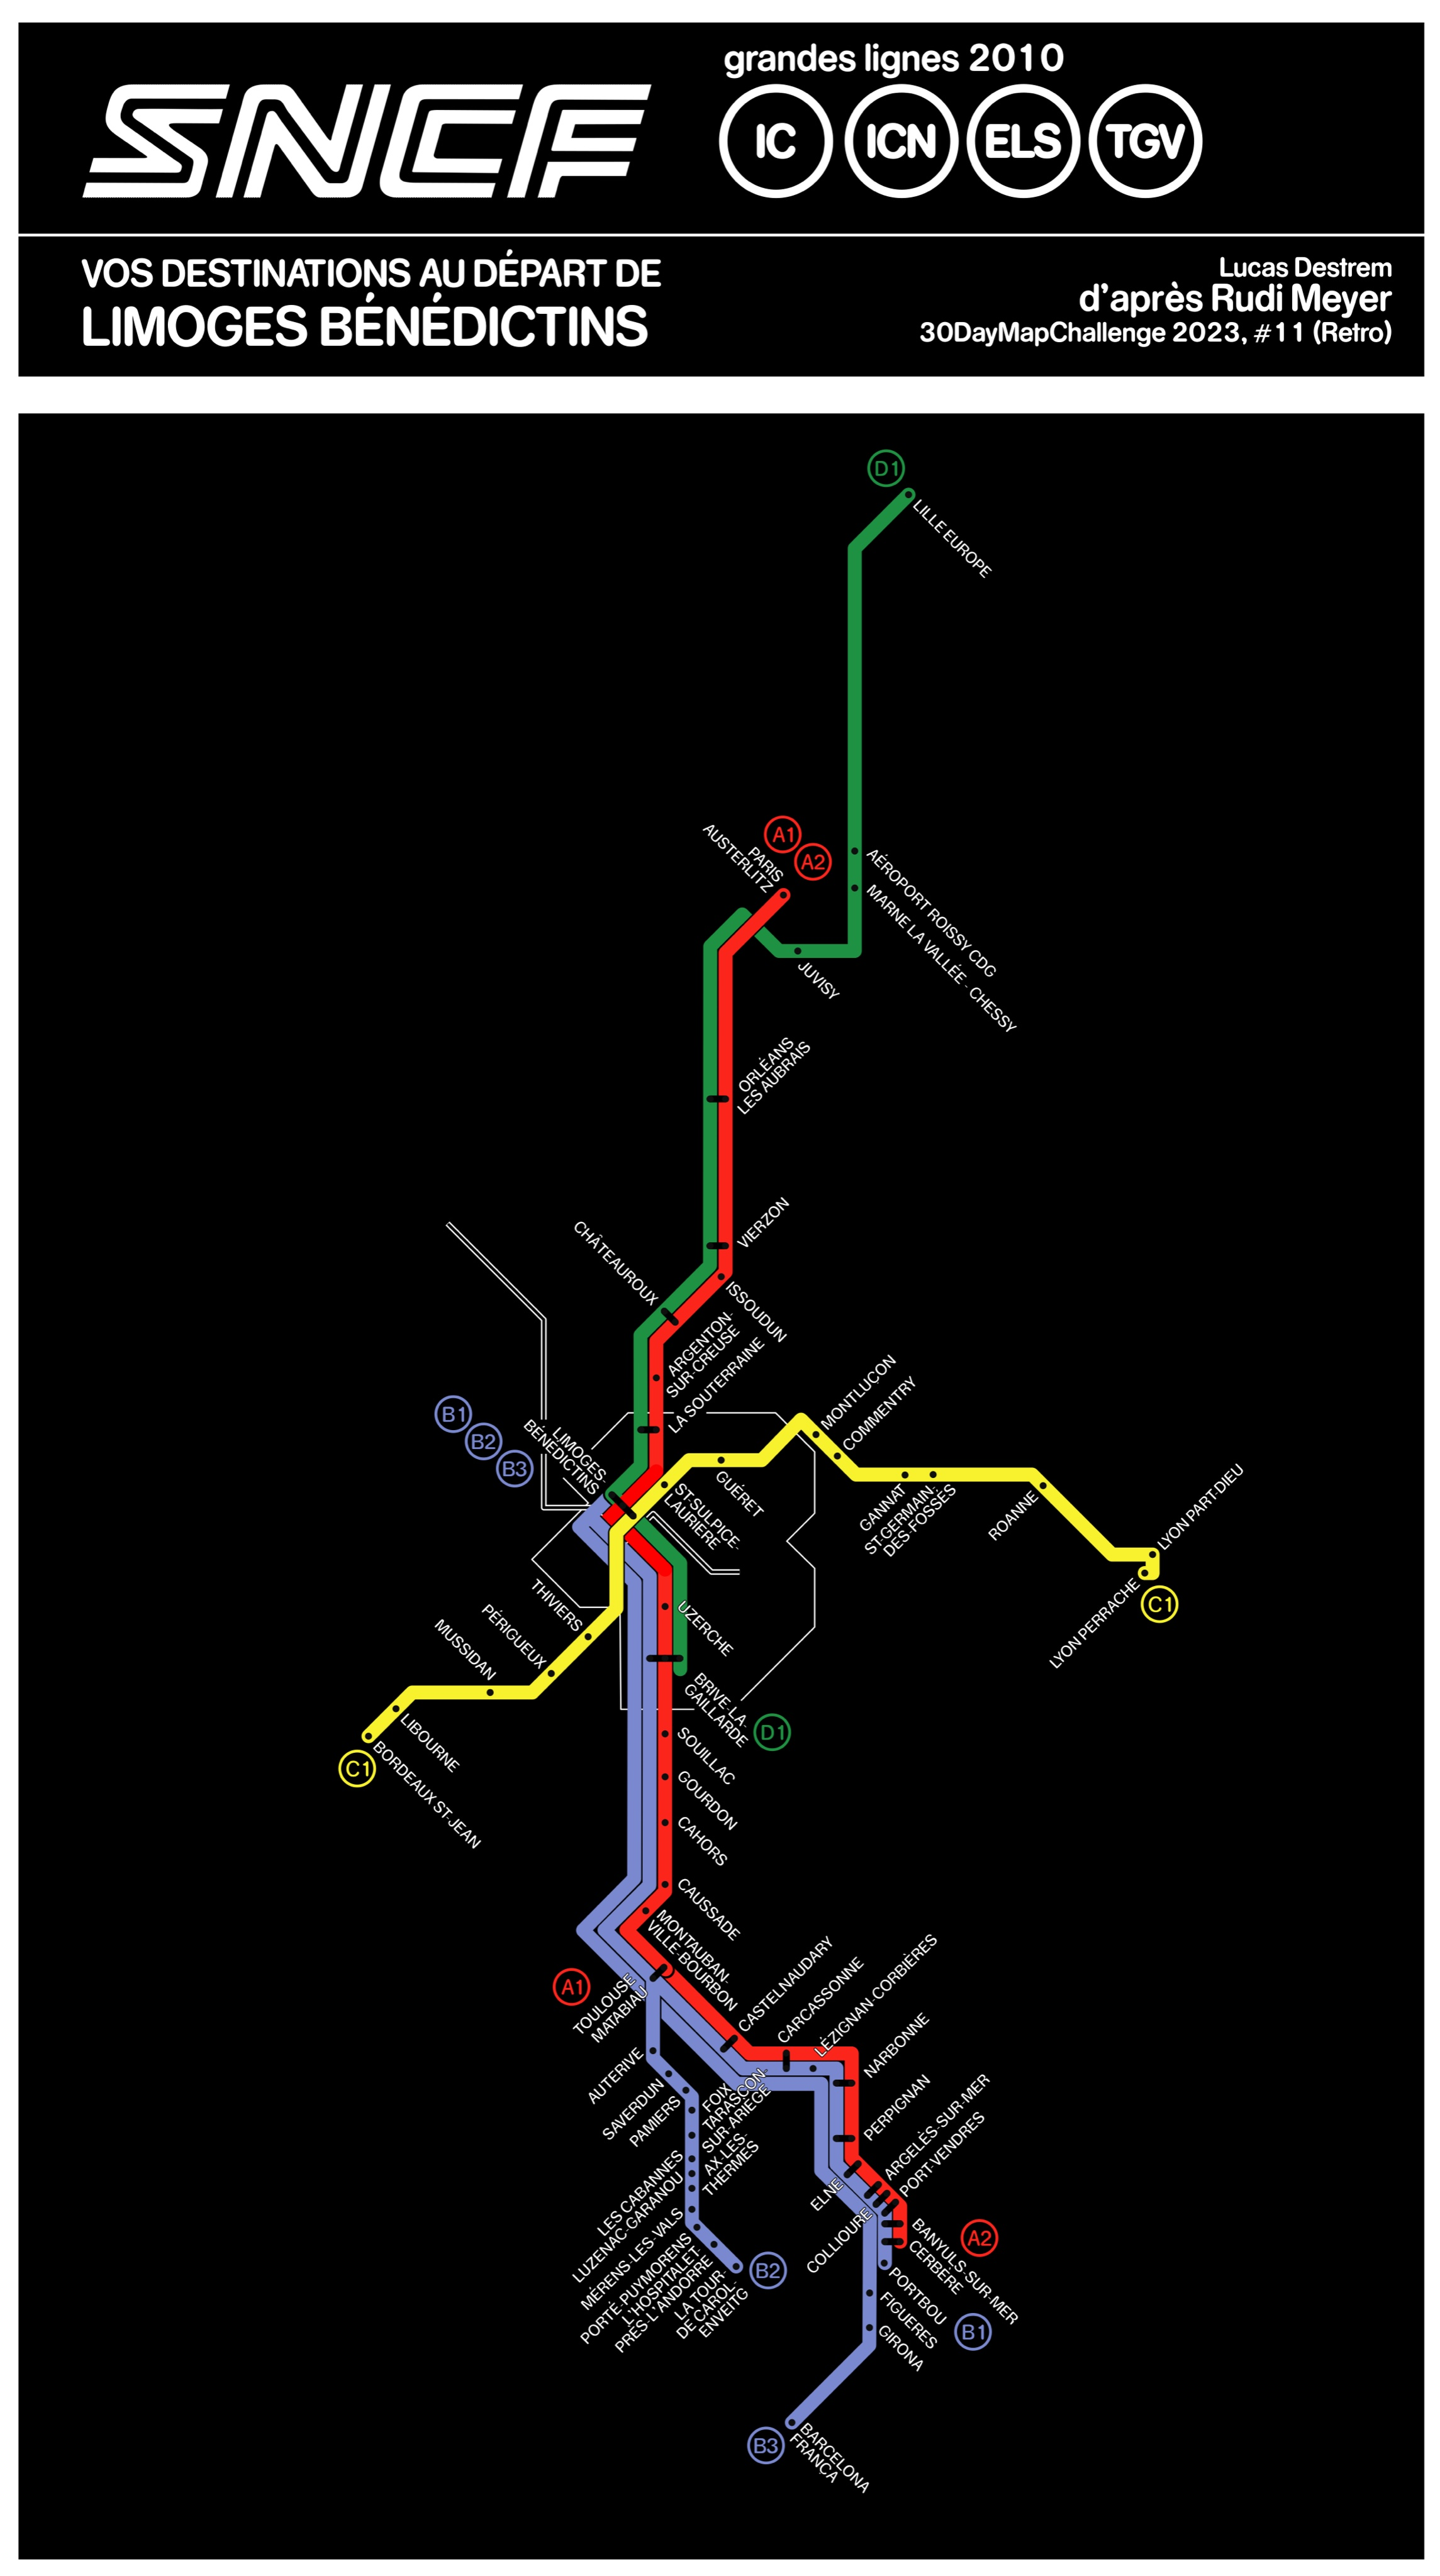 SNCF
grandes lignes 2010
IC ICN ELS TGV
VOS DESTINATIONS AU DÉPART DE
LIMOGES BÉNÉDICTINS
Lucas Destrem
d'après Rudi Meyer
30DayMapChallenge 2023, #11 (Retro)
D1
LILLE EUROPE
A1
A2
PARIS
AUSTERLITZ
AÉROPORT ROISSY CDG
MARNE LA VALLÉE - CHESSY
JUVISY
ORLÉANS
LES AUBRAIS
VIERZON
CHÂTEAUROUX
ISSOUDUN
ARGENTON-
SUR-CREUSE
LA SOUTERRAINE
B1
B2
B3
LIMOGES-
BÉNÉDICTINS
ST-SULPICE-
LAURIÈRE
GUÉRET
MONTLUÇON
COMMENTRY
GANNAT
ST-GERMAIN-
DES-FOSSÉS
ROANNE
LYON PART-DIEU
LYON PERRACHE
C1
THIVIERS
PÉRIGUEUX
MUSSIDAN
LIBOURNE
BORDEAUX ST-JEAN
C1
UZERCHE
BRIVE-LA-
GAILLARDE
D1
SOUILLAC
GOURDON
CAHORS
CAUSSADE
MONTAUBAN-
VILLE-BOURBON
A1
TOULOUSE
MATABIAU
CASTELNAUDARY
CARCASSONNE
LÉZIGNAN-CORBIÈRES
NARBONNE
PERPIGNAN
ELNE
ARGELÈS-SUR-MER
COLLIOURE
PORT-VENDRES
BANYULS-SUR-MER
CERBÈRE
A2
PORTBOU
B1
FIGUERES
GIRONA
BARCELONA
FRANÇA
B3
AUTERIVE
SAVERDUN
PAMIERS
FOIX
TARASCON-
SUR-ARIÈGE
LES CABANNES
LUZENAC-GARANOU
AX-LES-
THERMES
MÉRENS-LES-VALS
PORTÉ-PUYMORENS
L'HOSPITALET-
PRÈS-L'ANDORRE
LA TOUR-
DE CAROL-
ENVEITG
B2